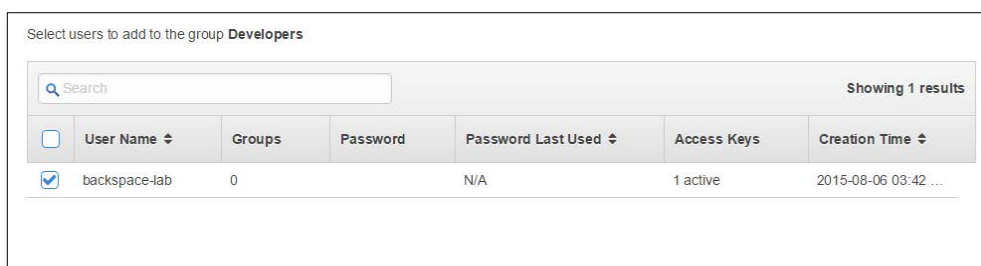 Select users to add to the group Developers
Search
Showing 1 results
User Name Groups Password Password Last Used Access Keys Creation Time
backspace-lab 0 N/A 1 active 2015-08-06 03:42 ...